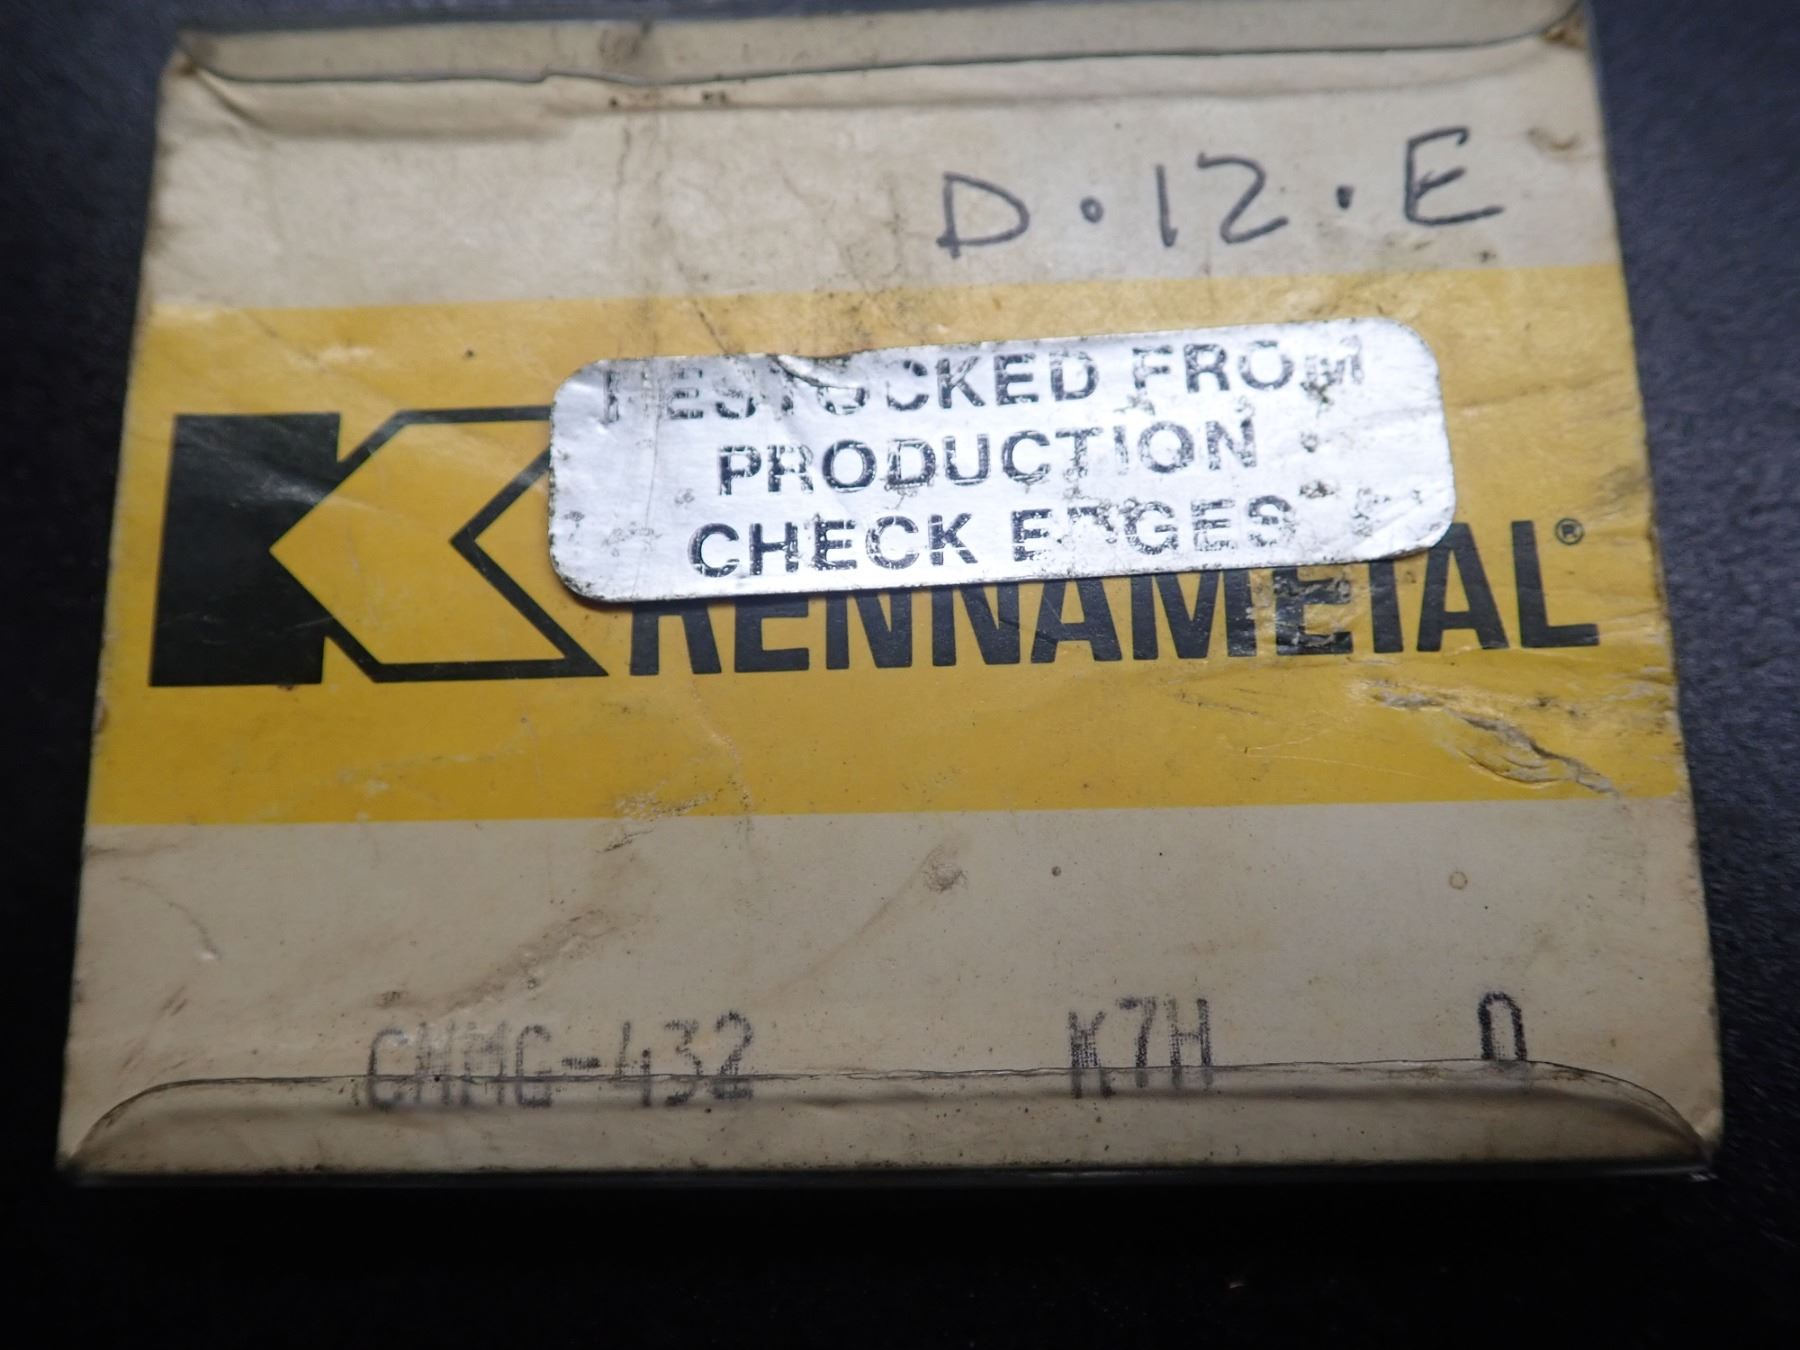 D·12·E
RESTOCKED FROM
PRODUCTION
CHECK EDGES
KENNAMETAL®
CNMG-432 K7H 0